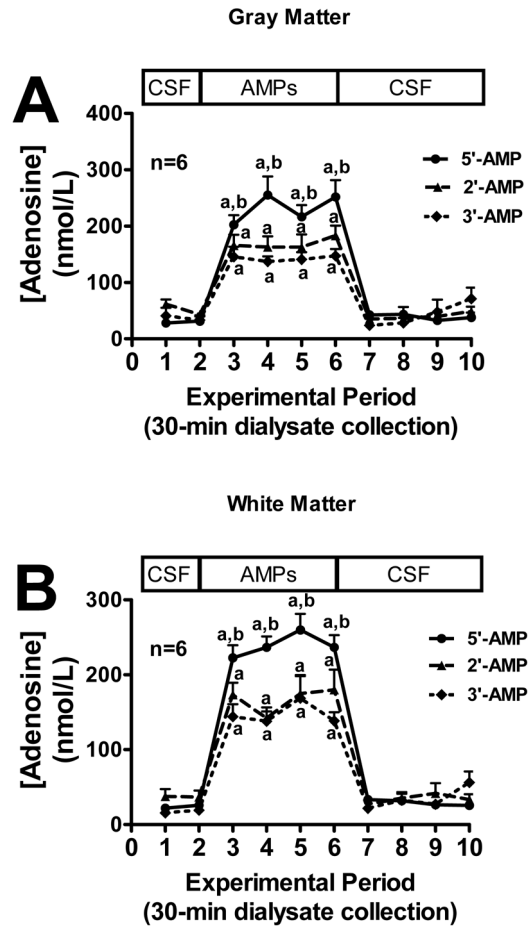 Gray Matter
A
CSF AMPs CSF
400
300
200
100
0
[Adenosine]
(nmol/L)
n=6
a,b a,b a,b a,b
a a a a
a a a a
5'-AMP
2'-AMP
3'-AMP
0 1 2 3 4 5 6 7 8 9 10
Experimental Period
(30-min dialysate collection)
White Matter
B
CSF AMPs CSF
300
200
100
0
[Adenosine]
(nmol/L)
n=6
a,b a,b a,b a,b
a a a a
a a a a
5'-AMP
2'-AMP
3'-AMP
0 1 2 3 4 5 6 7 8 9 10
Experimental Period
(30-min dialysate collection)